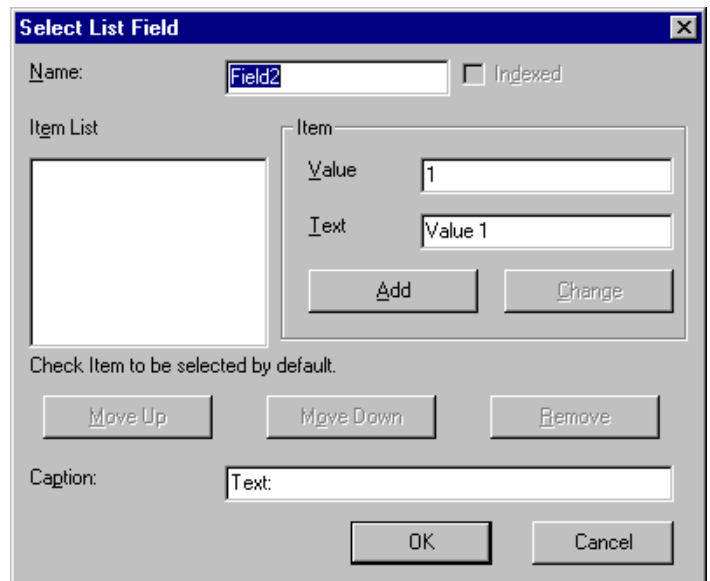 Select List Field
Name:
Field2
Indexed
Item List
Item
Value
1
Text
Value 1
Add
Change
Check Item to be selected by default.
Move Up
Move Down
Remove
Caption:
Text:
OK
Cancel